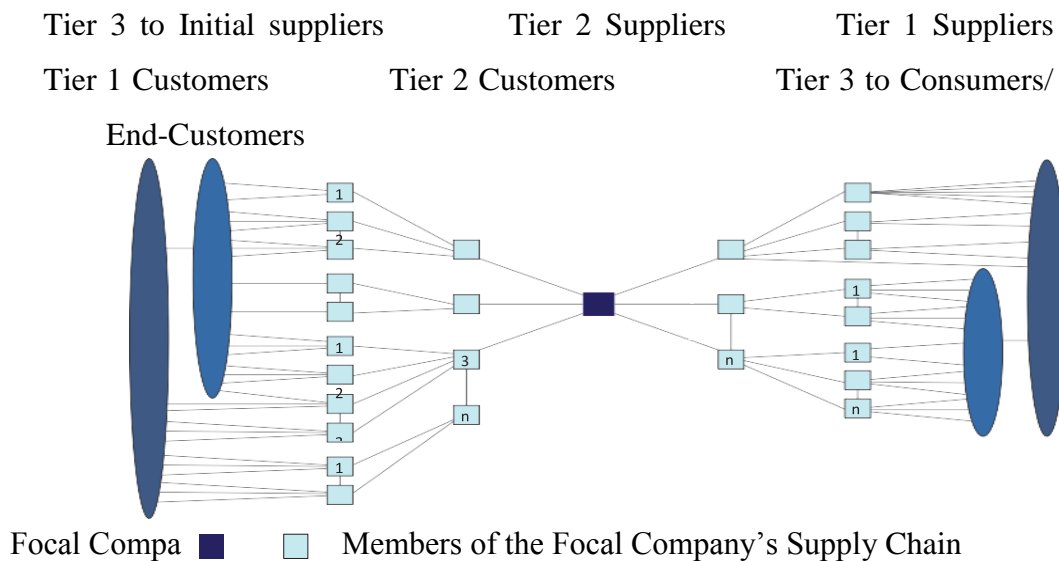 Tier 3 to Initial suppliers Tier 2 Suppliers Tier 1 Suppliers
Tier 1 Customers Tier 2 Customers Tier 3 to Consumers/
End-Customers
1
2
1
1
3
1
2
n
n
n
1
Focal Compa Members of the Focal Company's Supply Chain